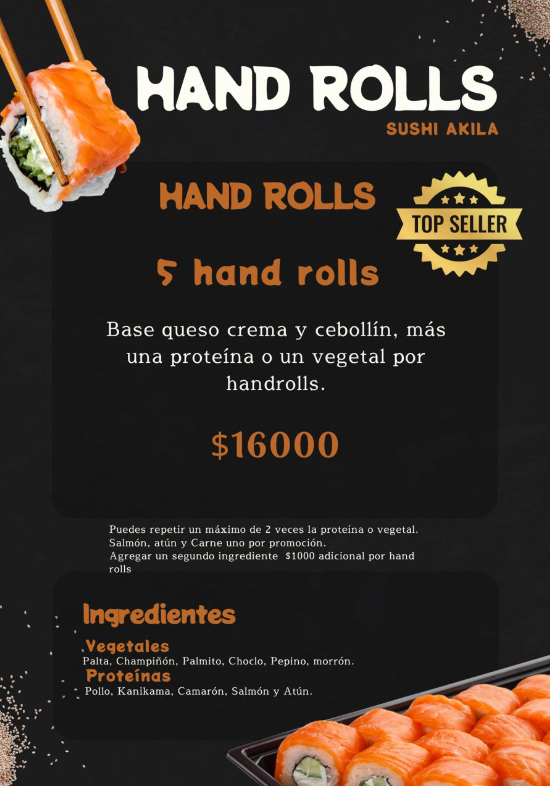 HAND ROLLS
SUSHI AKILA
HAND ROLLS
TOP SELLER
5 hand rolls
Base queso crema y cebollín, más
una proteína o un vegetal por
handrolls.
$16000
Puedes repetir un máximo de 2 veces la proteína o vegetal.
Salmón, atún y Carne uno por promoción.
Agregar un segundo ingrediente $1000 adicional por hand
rolls
Ingredientes
Vegetales
Palta, Champiñón, Palmito, Choclo, Pepino, morrón.
Proteínas
Pollo, Kanikama, Camarón, Salmón y Atún.